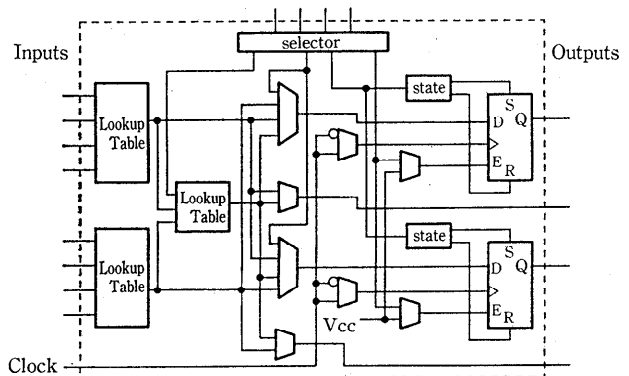 Inputs
selector
Outputs
state
S
D
Q
E
R
Lookup
Table
Lookup
Table
Lookup
Table
state
S
D
Q
E
R
Vcc
Clock